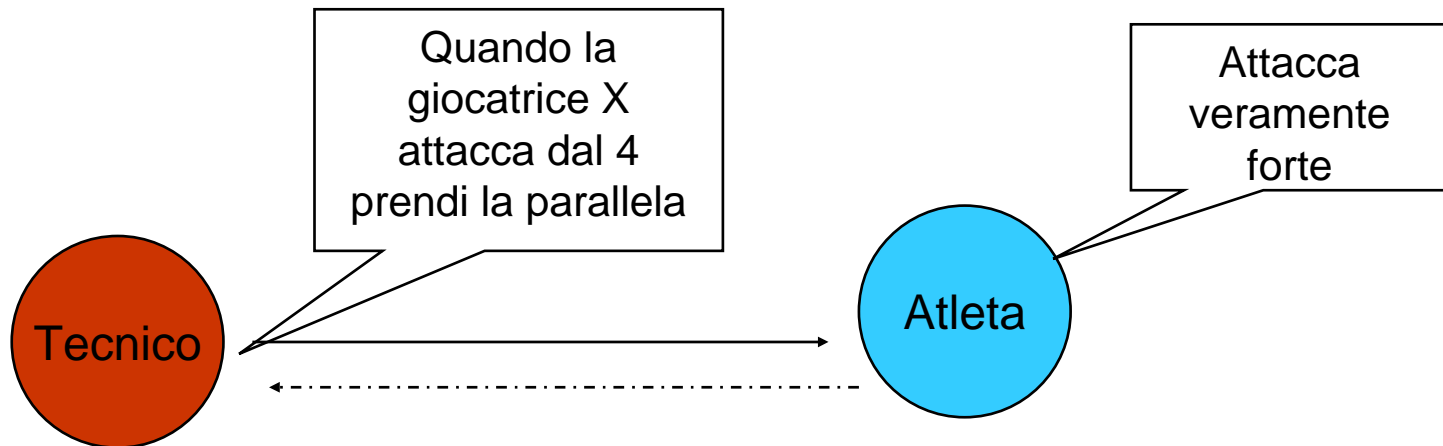 Quando la
giocatrice X
attacca dal 4
prendi la parallela
Attacca
veramente
forte
Tecnico
Atleta